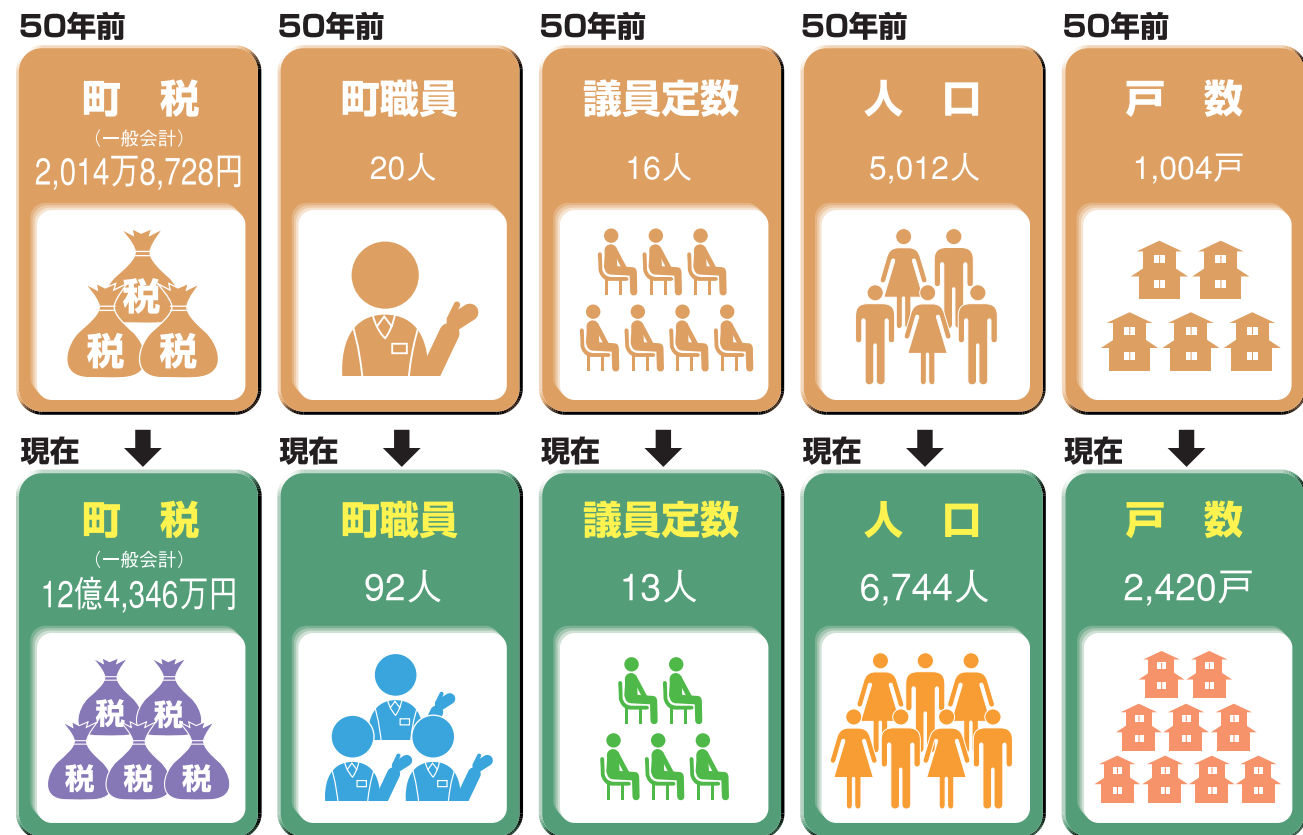 50年前
町　税
（一般会計）
2,014万8,728円
税
税 税
50年前
町職員
20人
50年前
議員定数
16人
50年前
人　口
5,012人
50年前
戸　数
1,004戸
現在
町　税
（一般会計）
12億4,346万円
税 税
税 税 税
現在
町職員
92人
現在
議員定数
13人
現在
人　口
6,744人
現在
戸　数
2,420戸